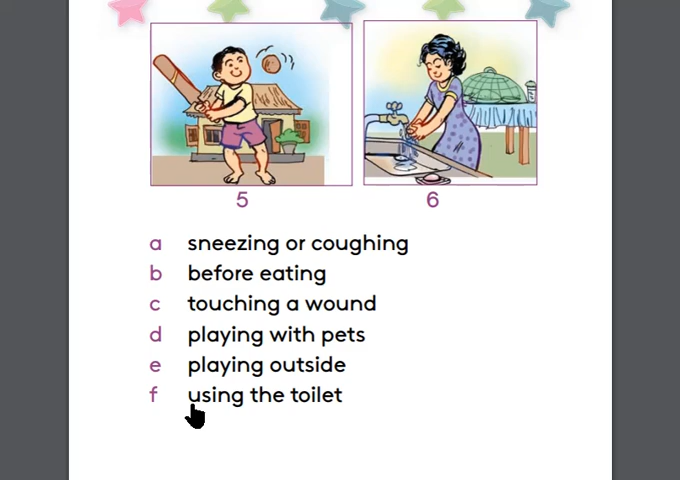 5
6
a sneezing or coughing
b before eating
c touching a wound
d playing with pets
e playing outside
f using the toilet